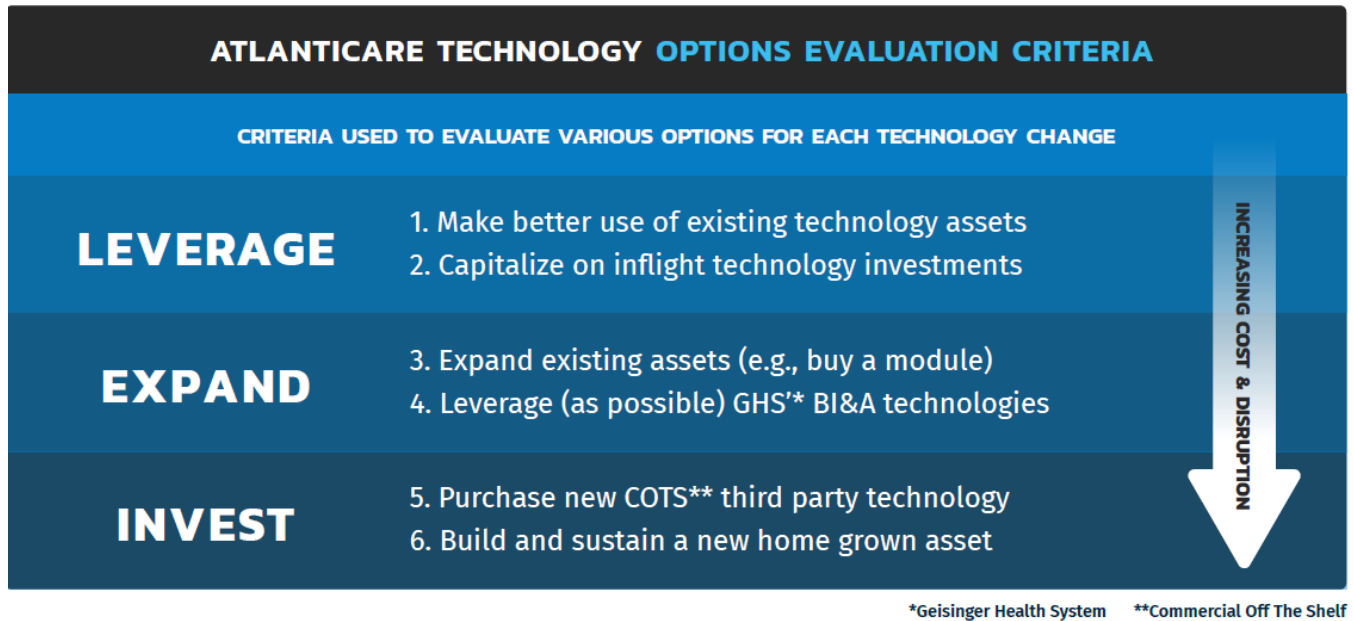 ATLANTICARE TECHNOLOGY OPTIONS EVALUATION CRITERIA
CRITERIA USED TO EVALUATE VARIOUS OPTIONS FOR EACH TECHNOLOGY CHANGE
LEVERAGE
1. Make better use of existing technology assets
2. Capitalize on inflight technology investments
EXPAND
3. Expand existing assets (e.g., buy a module)
4. Leverage (as possible) GHS'* BI&A technologies
INVEST
5. Purchase new COTS** third party technology
6. Build and sustain a new home grown asset
INCREASING COST & DISRUPTION
*Geisinger Health System **Commercial Off The Shelf